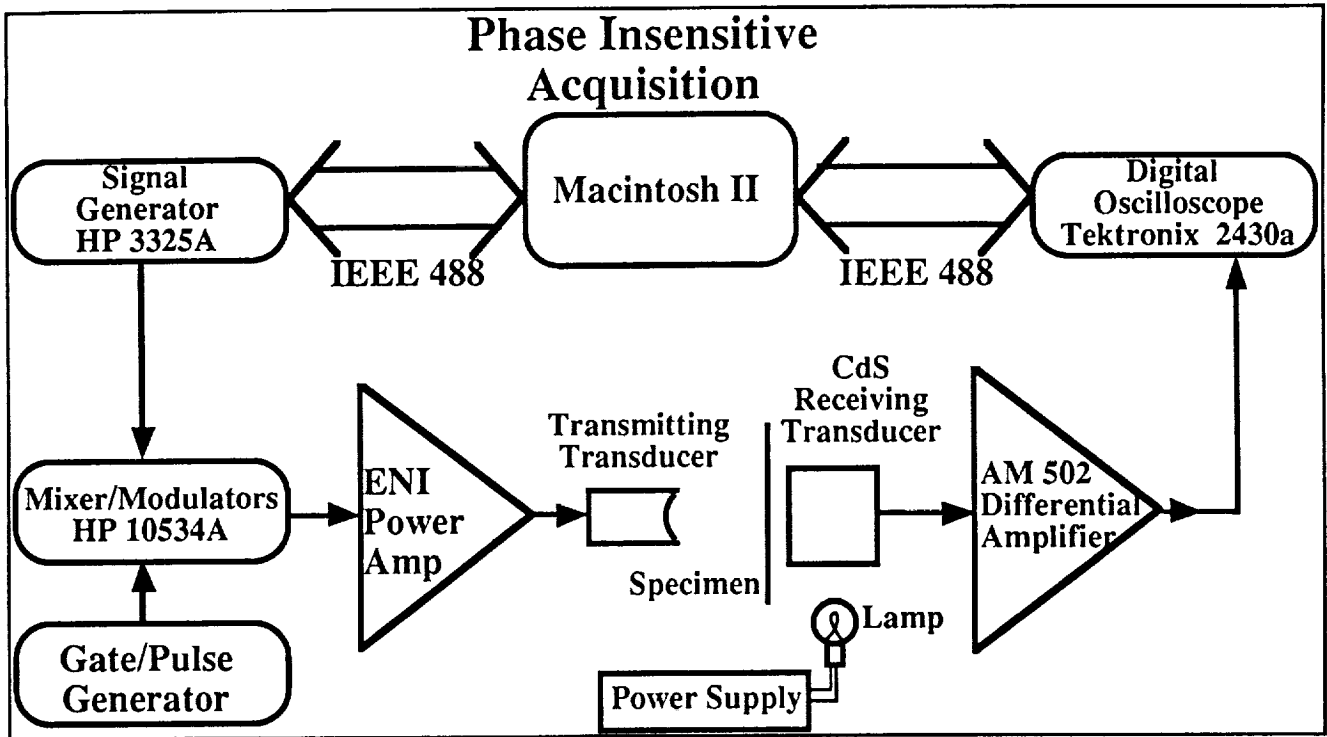 Phase Insensitive
Acquisition
Signal
Generator
HP 3325A
IEEE 488
Macintosh II
IEEE 488
Digital
Oscilloscope
Tektronix 2430a
Mixer/Modulators
HP 10534A
Gate/Pulse
Generator
ENI
Power
Amp
Transmitting
Transducer
Specimen
CdS
Receiving
Transducer
Lamp
Power Supply
AM 502
Differential
Amplifier